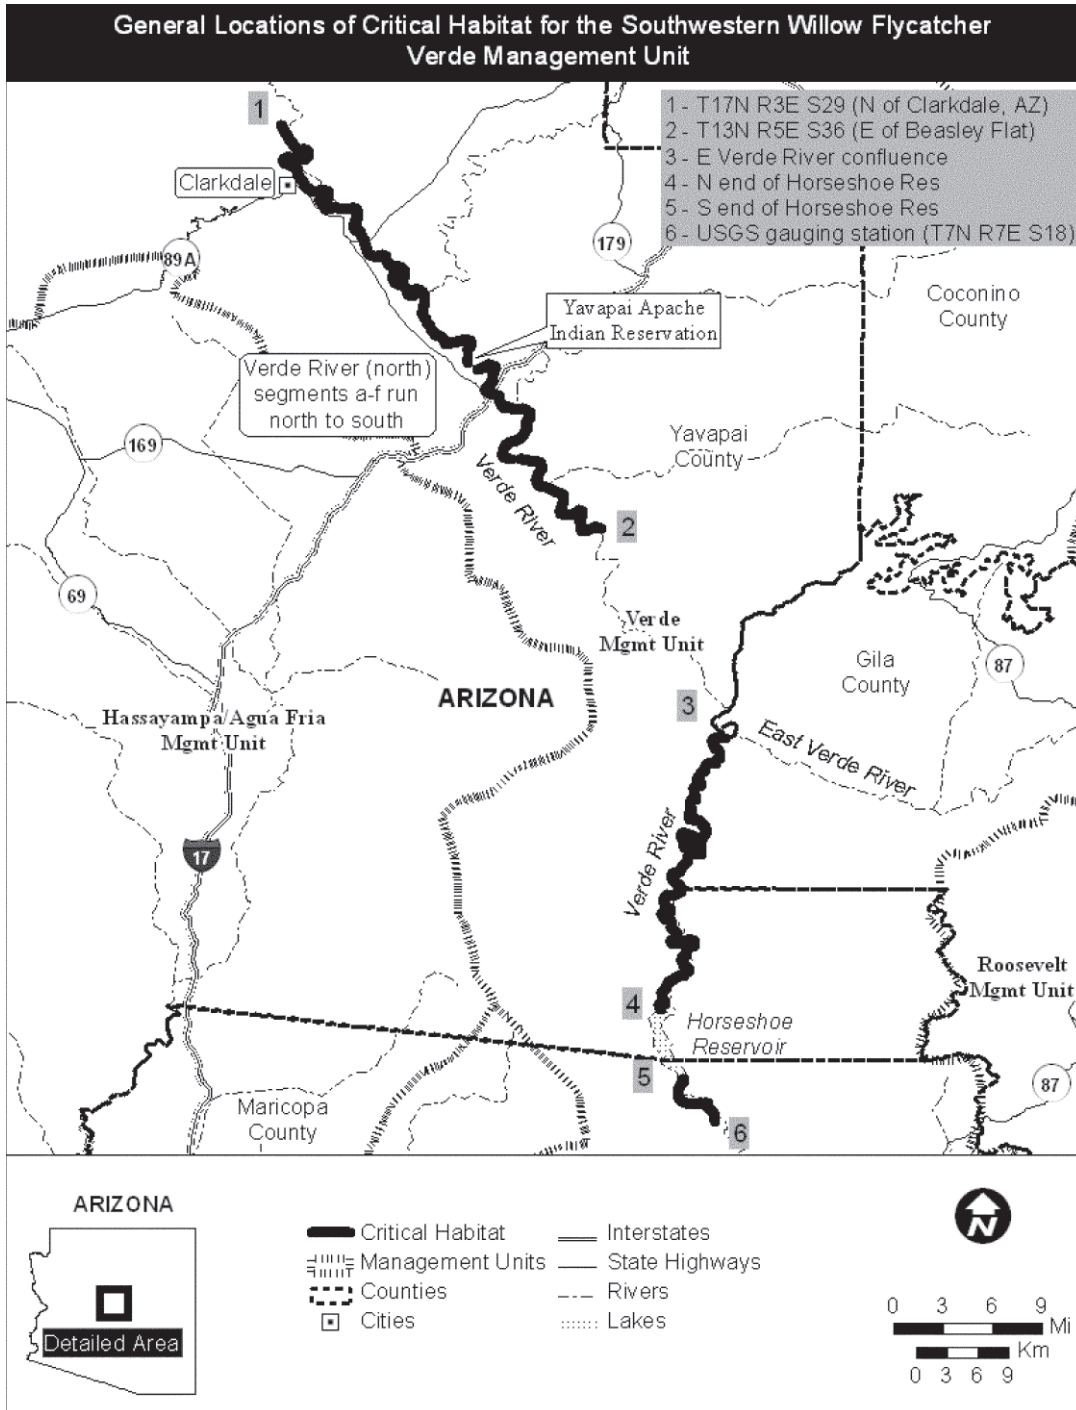 General Locations of Critical Habitat for the Southwestern Willow Flycatcher
Verde Management Unit
1
1 - T17N R3E S29 (N of Clarkdale, AZ)
2 - T13N R5E S36 (E of Beasley Flat)
3 - E Verde River confluence
4 - N end of Horseshoe Res
5 - S end of Horseshoe Res
6 - USGS gauging station (T7N R7E S18)
Clarkdale
89A
179
Coconino
County
Yavapai Apache
Indian Reservation
Verde River (north)
segments a-f run
north to south
169
Yavapai
County
Verde River
2
69
Verde
Mgmt Unit
Gila
County
87
ARIZONA
3
Hassayampa/Agua Fria
Mgmt Unit
East Verde River
17
Verde River
Roosevelt
Mgmt Unit
4
Horseshoe
Reservoir
5
87
Maricopa
County
6
ARIZONA
Detailed Area
Critical Habitat
Management Units
Counties
Cities
Interstates
State Highways
Rivers
Lakes
N
0 3 6 9
Mi
Km
0 3 6 9